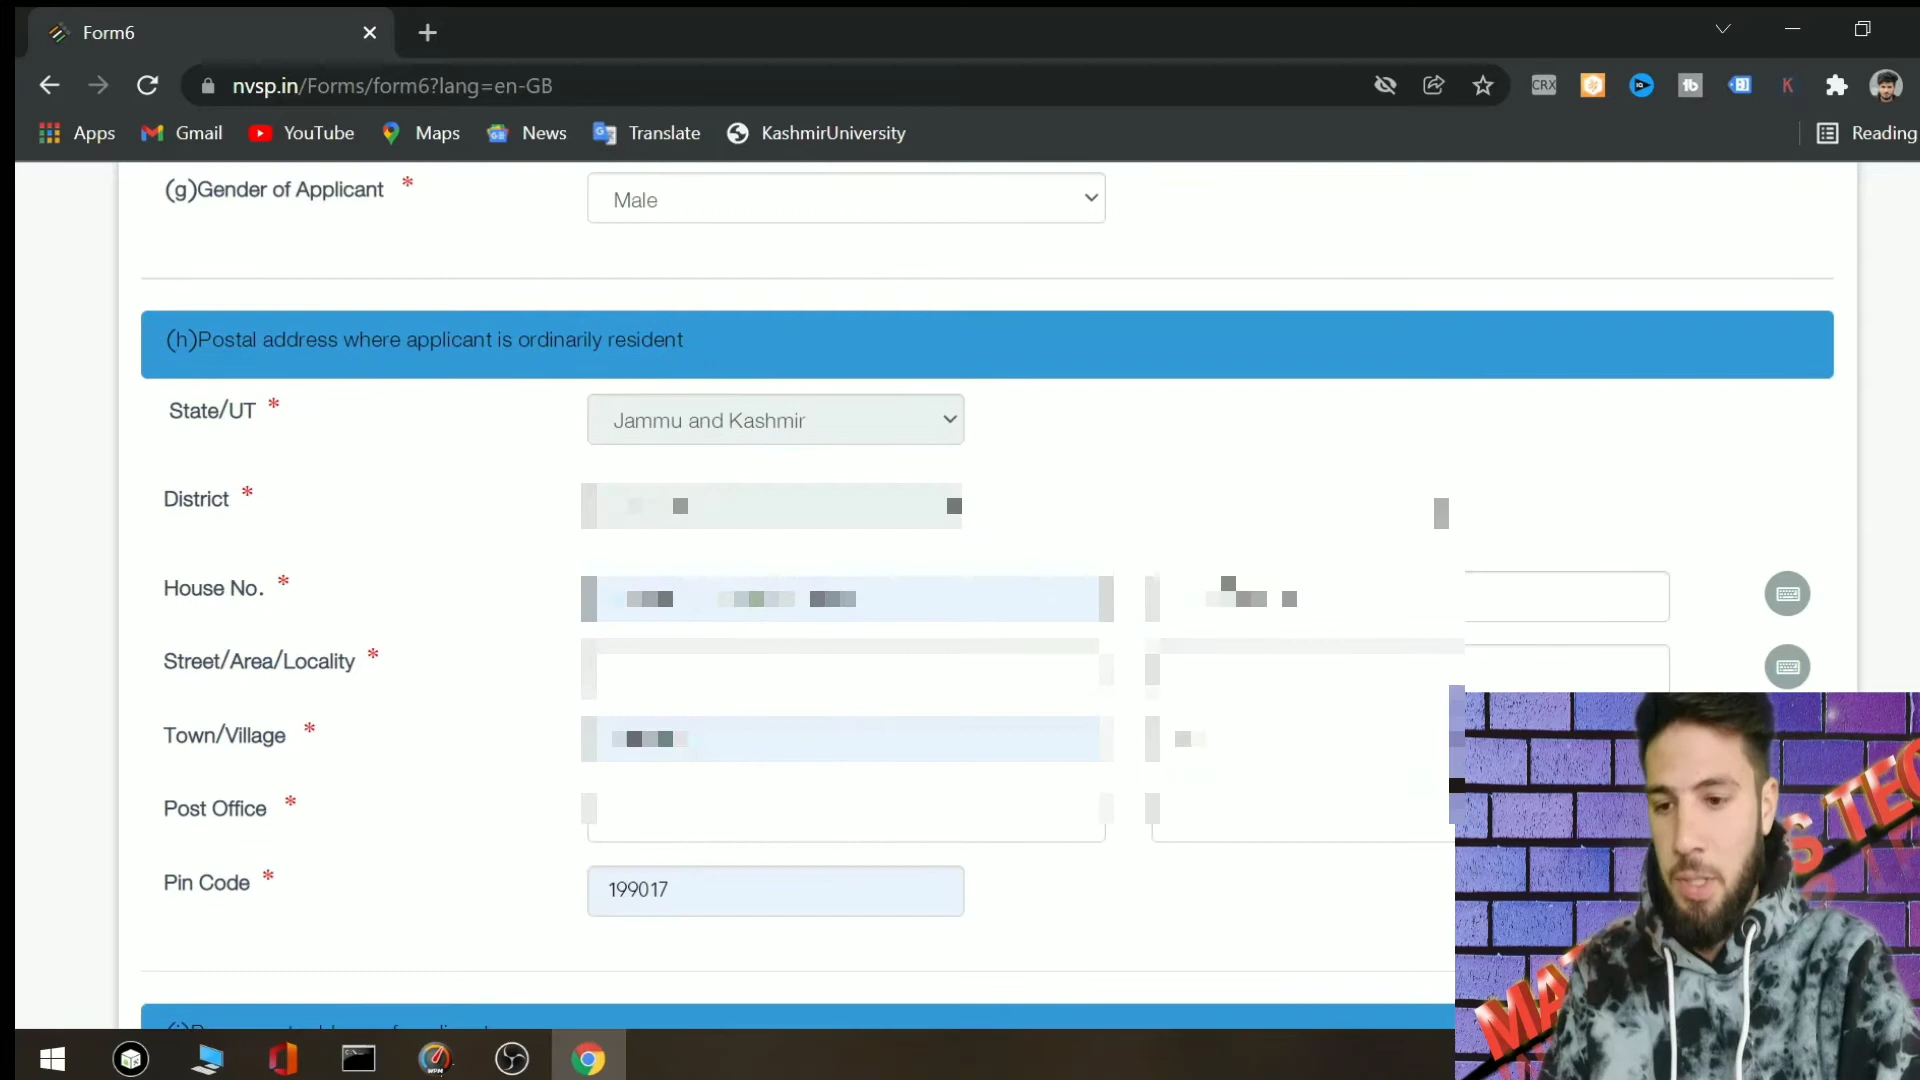 Form6
nvsp.in/Forms/form6?lang=en-GB
CRX
Apps Gmail YouTube Maps News Translate KashmirUniversity Reading
(g)Gender of Applicant *
Male
(h)Postal address where applicant is ordinarily resident
State/UT * Jammu and Kashmir
District *
House No. *
Street/Area/Locality *
Town/Village *
Post Office *
Pin Code * 199017